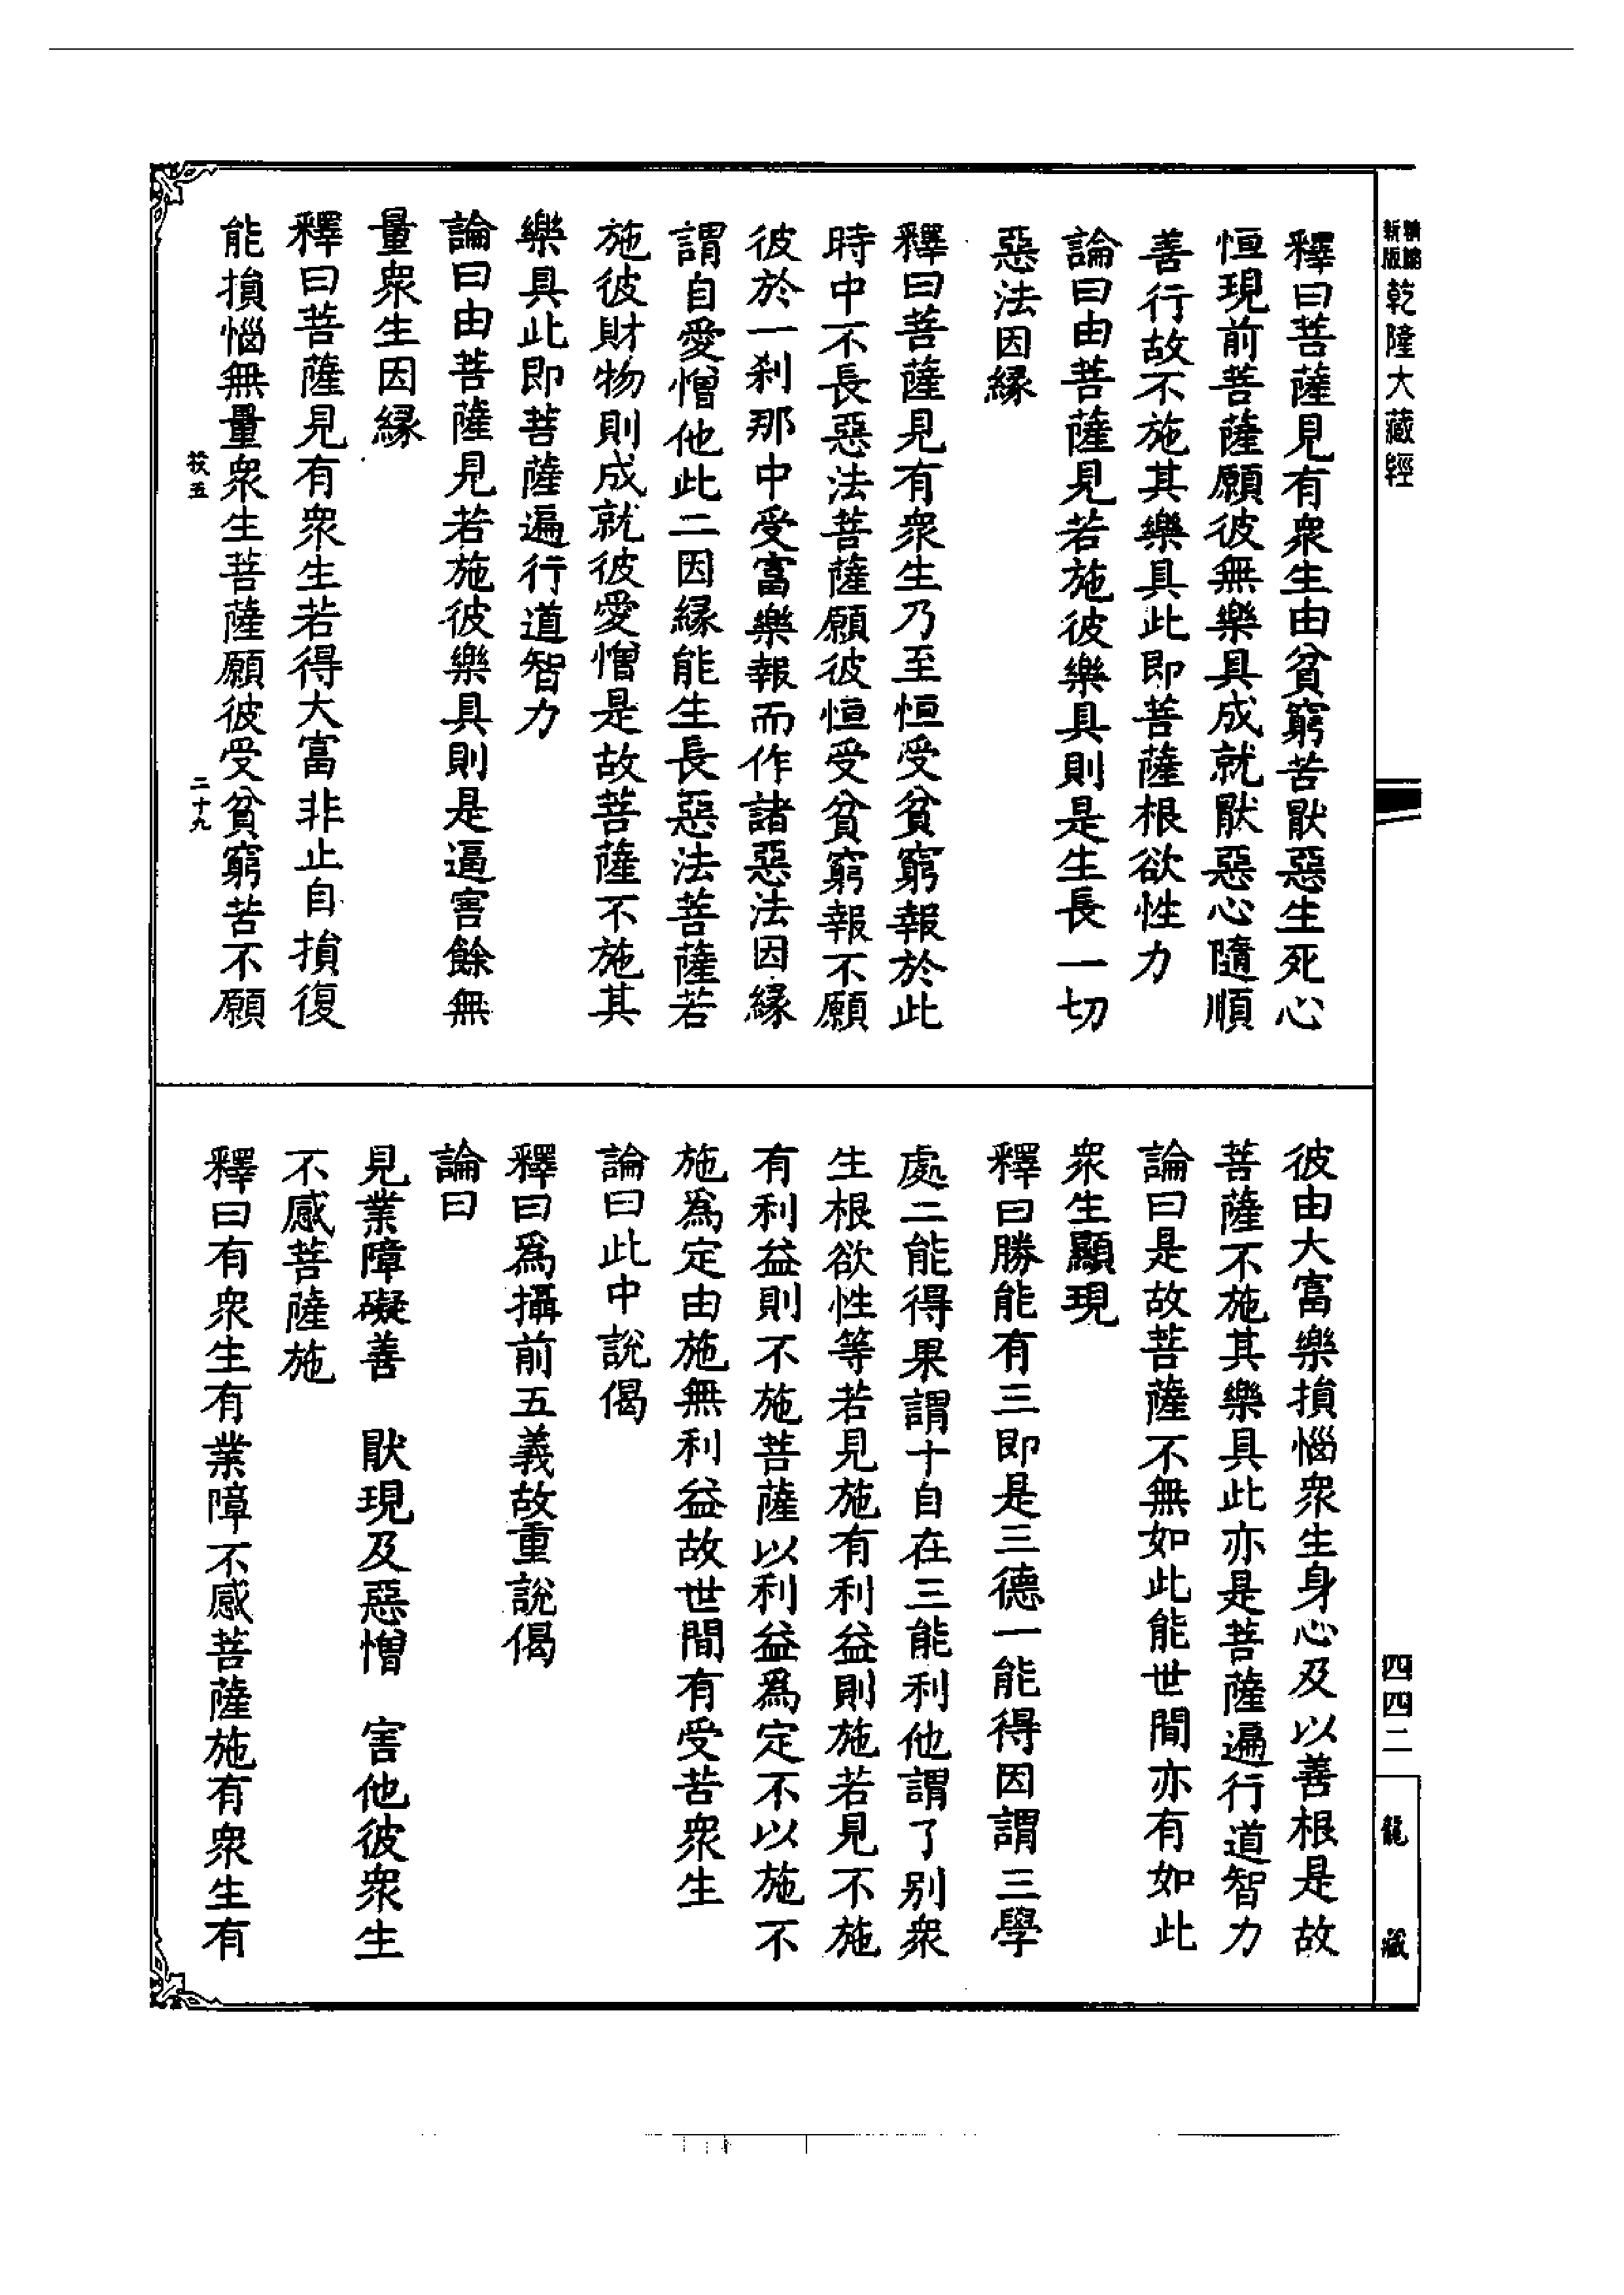 新版精縮乾隆大藏經
釋曰菩薩見有衆生由貧窮苦猒惡生死心
恒現前菩薩願彼無樂具成就猒惡心隨順
善行故不施其樂具此即菩薩根欲性力
論曰由菩薩見若施彼樂具則是生長一切
惡法因縁
釋曰菩薩見有衆生乃至恒受貧窮報於此
時中不長惡法菩薩願彼恒受貧窮報不願
彼於一刹那中受富樂報而作諸惡法因縁
謂自愛憎他此二因縁能生長惡法菩薩若
施彼財物則成就彼愛憎是故菩薩不施其
樂具此即菩薩遍行道智力
論曰由菩薩見若施彼樂具則是逼害餘無
量衆生因縁
釋曰菩薩見有衆生若得大富非止自損復
能損惱無量衆生菩薩願彼受貧窮苦不願
二十九
彼由大富樂損惱衆生身心及以善根是故
菩薩不施其樂具此亦是菩薩遍行道智力
論曰是故菩薩不無如此能世間亦有如此
衆生顯現
釋曰勝能有三即是三德一能得因謂三學
處二能得果謂十自在三能利他謂了别衆
生根欲性等若見施有利益則施若見不施
有利益則不施菩薩以利益爲定不以施不
施爲定由施無利益故世間有受苦衆生
論曰此中說偈
釋曰爲攝前五義故重說偈
論曰
見業障礙善　猒現及惡憎　害他彼衆生
不感菩薩施
釋曰有衆生有業障不感菩薩施有衆生有
四四二
龍藏